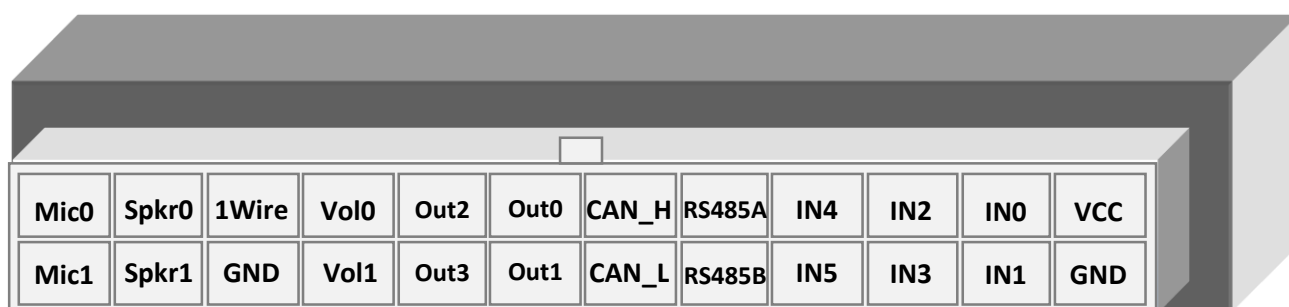 Mic0 Spkr0 1Wire Vol0 Out2 Out0 CAN_H RS485A IN4 IN2 IN0 VCC
Mic1 Spkr1 GND Vol1 Out3 Out1 CAN_L RS485B IN5 IN3 IN1 GND